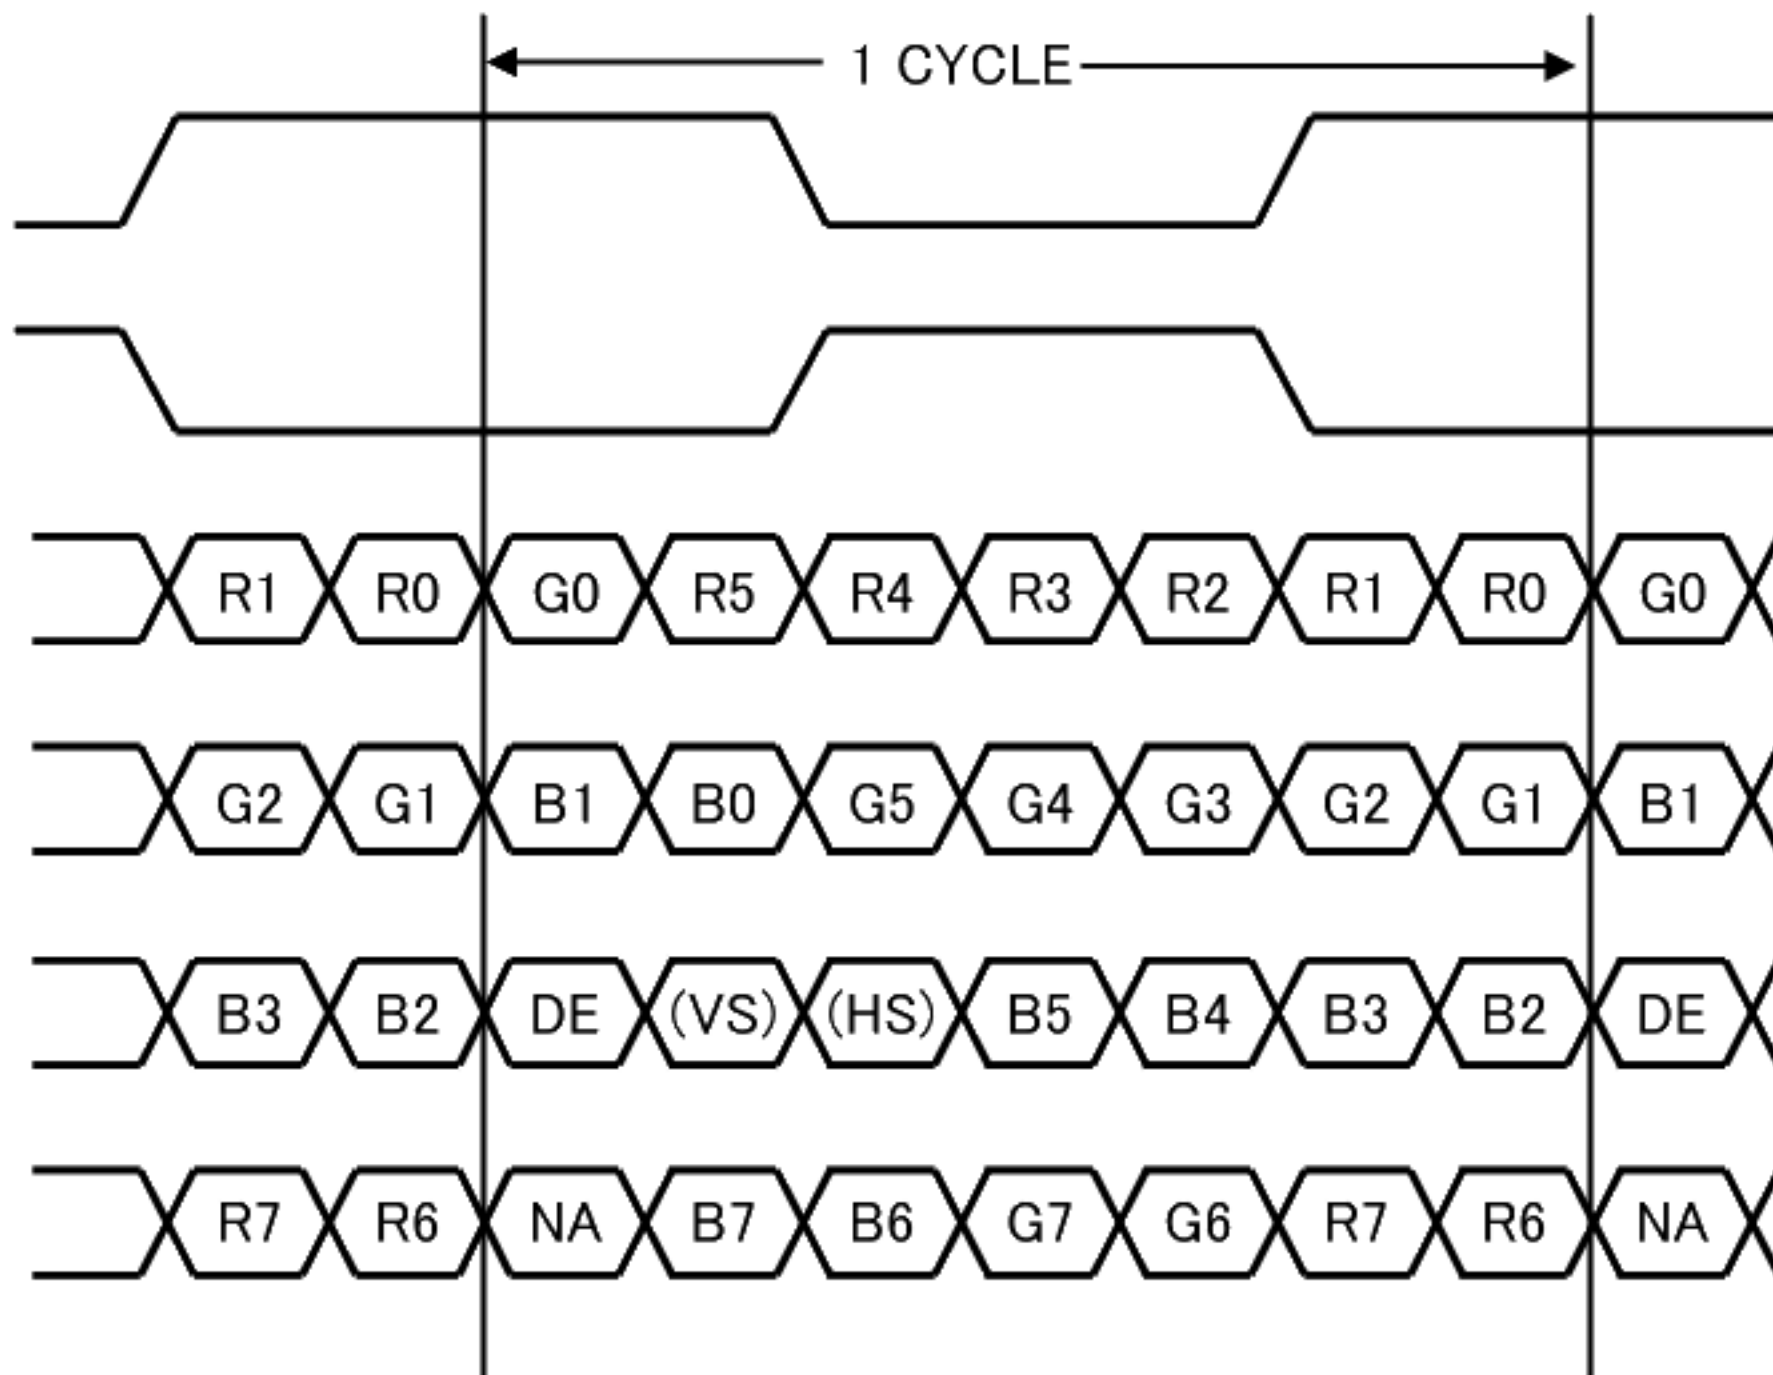 1 CYCLE
R1 R0 G0 R5 R4 R3 R2 R1 R0 G0
G2 G1 B1 B0 G5 G4 G3 G2 G1 B1
B3 B2 DE (VS) (HS) B5 B4 B3 B2 DE
R7 R6 NA B7 B6 G7 G6 R7 R6 NA